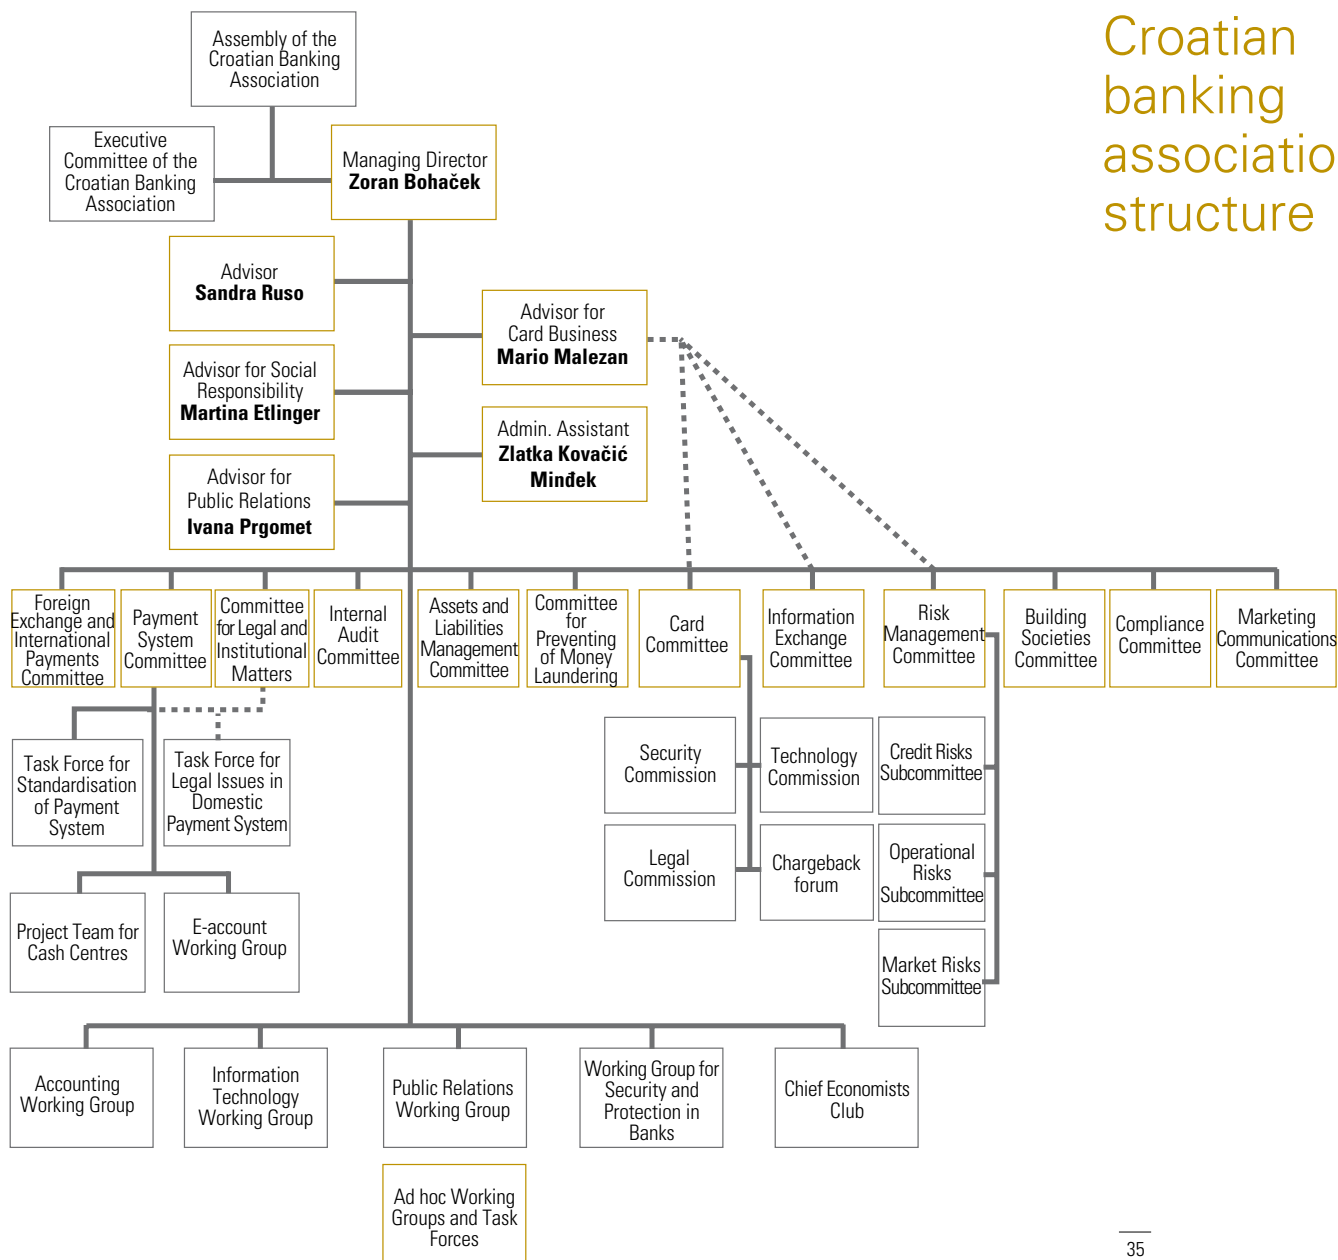 Croatian
banking
associatio
structure
Assembly of the
Croatian Banking
Association
Executive
Committee of the
Croatian Banking
Association
Managing Director
Zoran Bohaček
Advisor
Sandra Ruso
Advisor for
Card Business
Mario Malezan
Advisor for Social
Responsibility
Martina Etlinger
Admin. Assistant
Zlatka Kovačić
Minđek
Advisor for
Public Relations
Ivana Prgomet
Foreign
Exchange and
International
Payments
Committee
Payment
System
Committee
Committee
for Legal and
Institutional
Matters
Internal
Audit
Committee
Assets and
Liabilities
Management
Committee
Committee
for
Preventing
of Money
Laundering
Card
Committee
Information
Exchange
Committee
Risk
Management
Committee
Building
Societies
Committee
Compliance
Committee
Marketing
Communications
Committee
Task Force for
Standardisation
of Payment
System
Task Force for
Legal Issues in
Domestic
Payment System
Security
Commission
Technology
Commission
Credit Risks
Subcommittee
Legal
Commission
Chargeback
forum
Operational
Risks
Subcommittee
Project Team for
Cash Centres
E-account
Working Group
Market Risks
Subcommittee
Accounting
Working Group
Information
Technology
Working Group
Public Relations
Working Group
Working Group for
Security and
Protection in
Banks
Chief Economists
Club
Ad hoc Working
Groups and Task
Forces
35